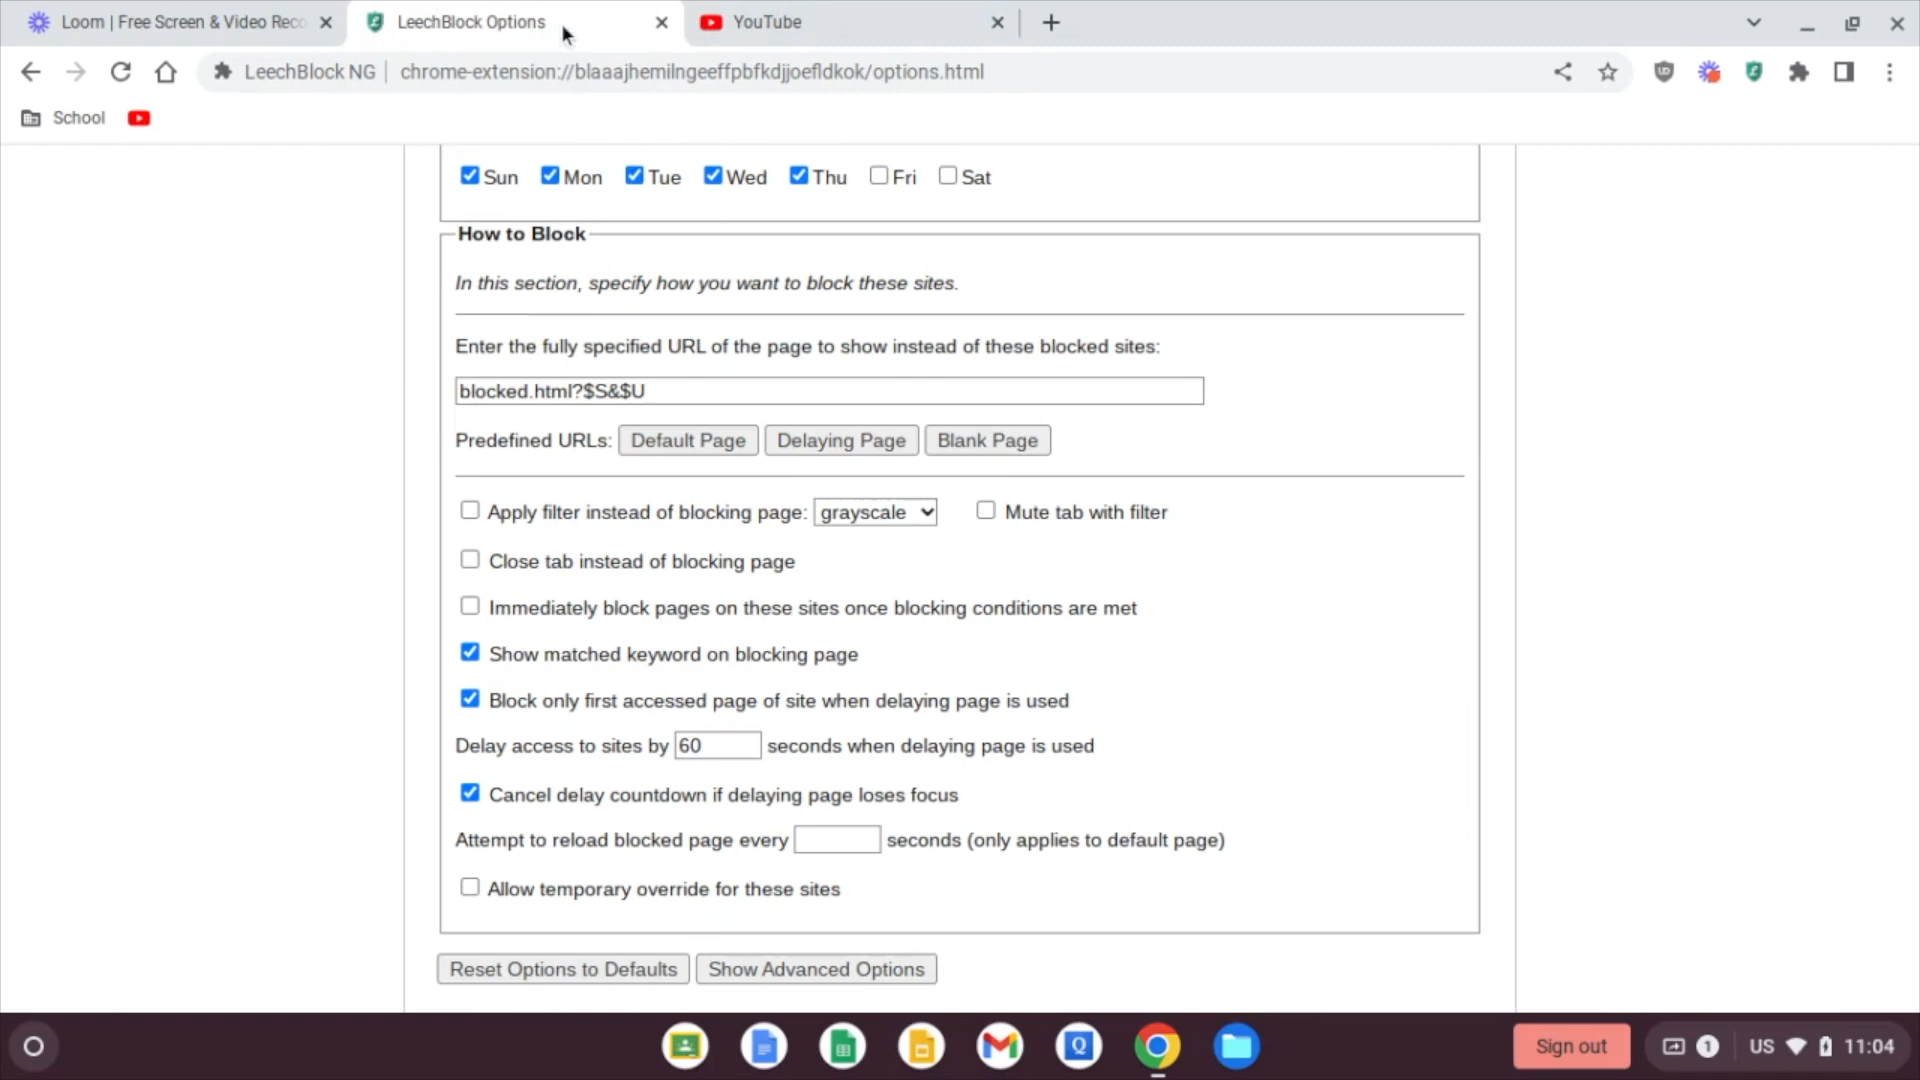 Loom | Free Screen & Video Reco
LeechBlock Options
YouTube
LeechBlock NG
chrome-extension://blaaajhemilngeeffpbfkdjjoefldkok/options.html
School
Sun Mon Tue Wed Thu Fri Sat
How to Block
In this section, specify how you want to block these sites.
Enter the fully specified URL of the page to show instead of these blocked sites:
blocked.html?$S&$U
Predefined URLs: Default Page Delaying Page Blank Page
Apply filter instead of blocking page: grayscale Mute tab with filter
Close tab instead of blocking page
Immediately block pages on these sites once blocking conditions are met
Show matched keyword on blocking page
Block only first accessed page of site when delaying page is used
Delay access to sites by 60 seconds when delaying page is used
Cancel delay countdown if delaying page loses focus
Attempt to reload blocked page every seconds (only applies to default page)
Allow temporary override for these sites
Reset Options to Defaults Show Advanced Options
Q
Sign out 1 US 11:04